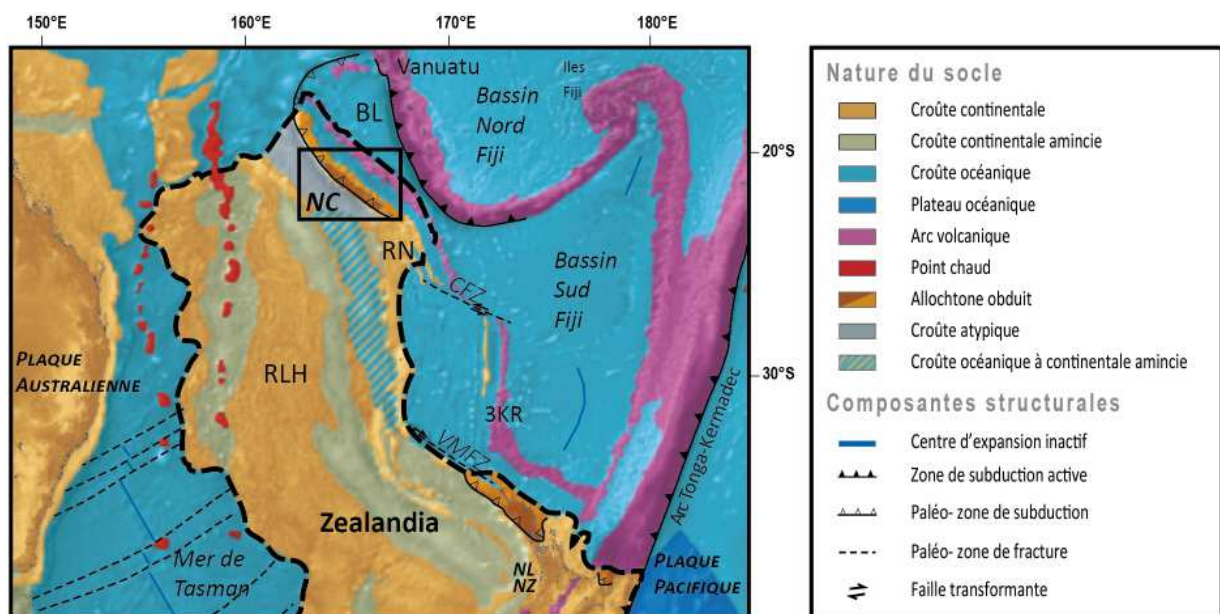 150°E
160°E
170°E
180°E
Vanuatu
Iles
Fiji
BL
Bassin
Nord
Fiji
20°S
NC
RN
CFZ
Bassin
Sud
Fiji
PLAQUE
AUSTRALIENNE
RLH
30°S
3KR
VMFZ
Arc Tonga-Kermadec
Zealandia
Mer de
Tasman
NL
NZ
PLAQUE
PACIFIQUE
Nature du socle
Croûte continentale
Croûte continentale amincie
Croûte océanique
Plateau océanique
Arc volcanique
Point chaud
Allochtone obduit
Croûte atypique
Croûte océanique à continentale amincie
Composantes structurales
Centre d'expansion inactif
Zone de subduction active
Paléo- zone de subduction
Paléo- zone de fracture
Faille transformante